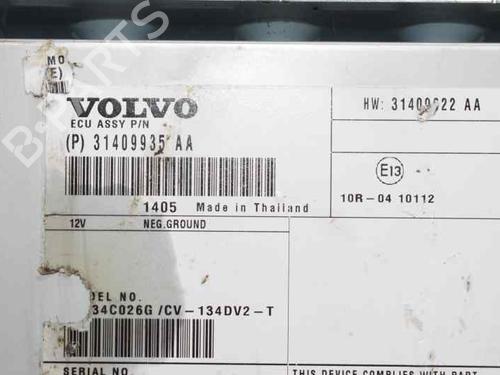 MO
(E)
VOLVO
ECU ASSY P/N
(P) 31409935 AA
HW: 31409622 AA
E13
10R-04 10112
1405 Made in Thailand
12V NEG.GROUND
DEL NO.
34C026G/CV-134DV2-T
SERIAL NO.
THIS DEVICE COMPLIES WITH PART
B-Parts